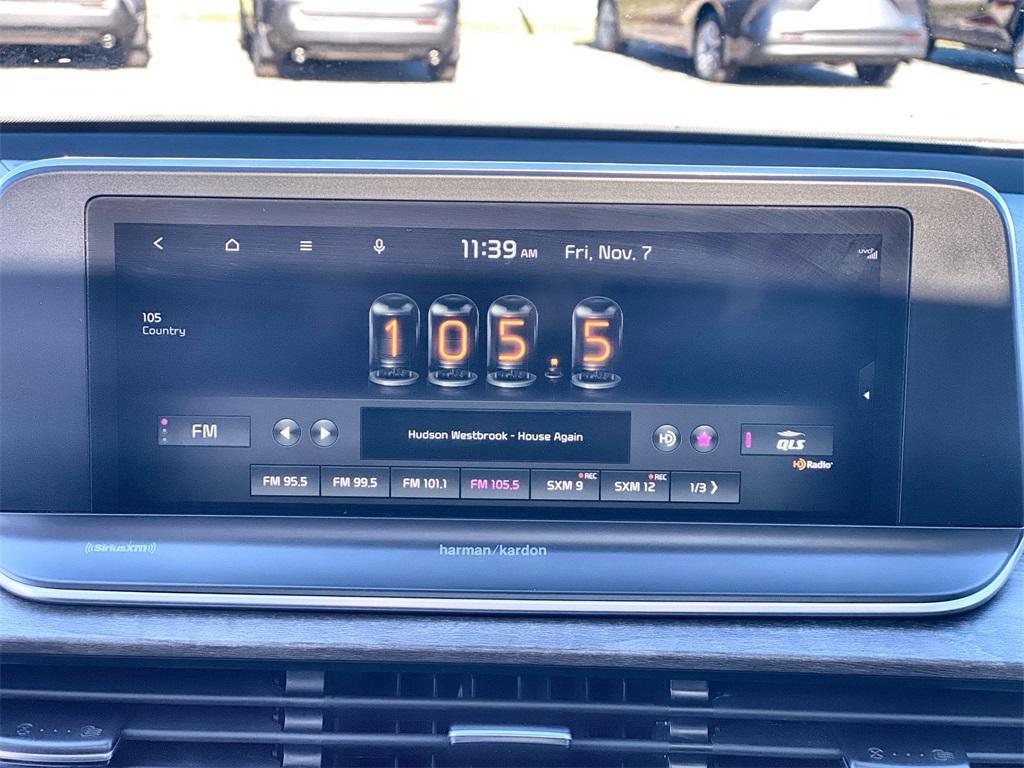 11:39 AM Fri, Nov. 7
UVO
105
Country
105.5
FM
Hudson Westbrook - House Again
HD
QLS
HD Radio
FM 95.5 FM 99.5 FM 101.1 FM 105.5 SXM 9 REC SXM 12 REC 1/3
((SiriusXM))
harman/kardon